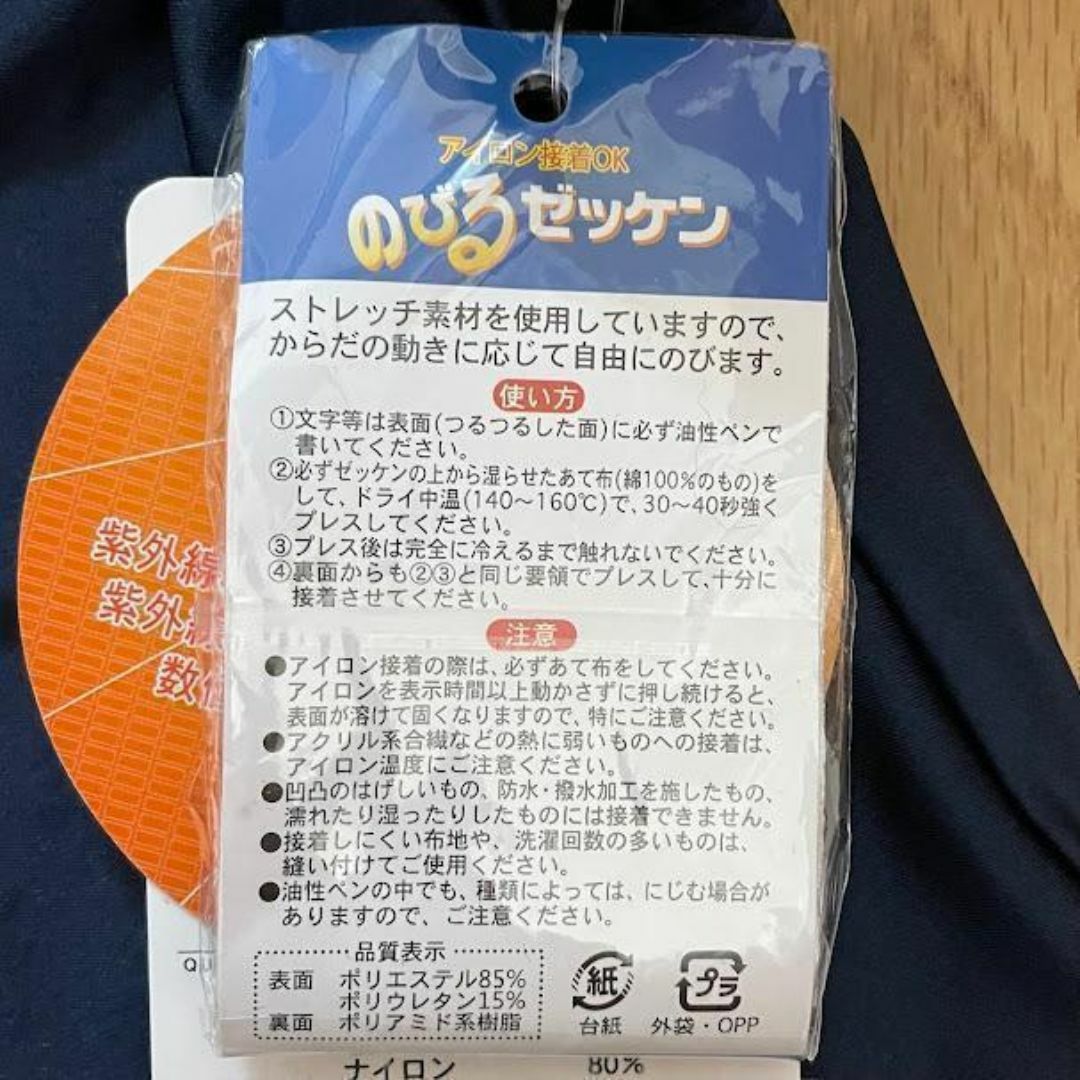 アイロン接着OK
のびるゼッケン
ストレッチ素材を使用していますので、
からだの動きに応じて自由にのびます。
使い方
①文字等は表面(つるつるした面)に必ず油性ペンで
書いてください。
②必ずゼッケンの上から湿らせたあて布(綿100%のもの)を
して、ドライ中温(140〜160℃)で、30〜40秒強く
プレスしてください。
③プレス後は完全に冷えるまで触れないでください。
④裏面からも②③と同じ要領でプレスして、十分に
接着させてください。
注意
●アイロン接着の際は、必ずあて布をしてください。
アイロンを表示時間以上動かさずに押し続けると、
表面が溶けて固くなりますので、特にご注意ください。
●アクリル系合繊などの熱に弱いものへの接着は、
アイロン温度にご注意ください。
●凹凸のはげしいもの、防水・撥水加工を施したもの、
濡れたり湿ったりしたものには接着できません。
●接着しにくい布地や、洗濯回数の多いものは、
縫い付けてご使用ください。
●油性ペンの中でも、種類によっては、にじむ場合が
ありますので、ご注意ください。
品質表示
表面 ポリエステル85%
ポリウレタン15%
裏面 ポリアミド系樹脂
紙
台紙
プラ
外袋・OPP
紫外線
紫外線
数値
QU
ナイロン 80%